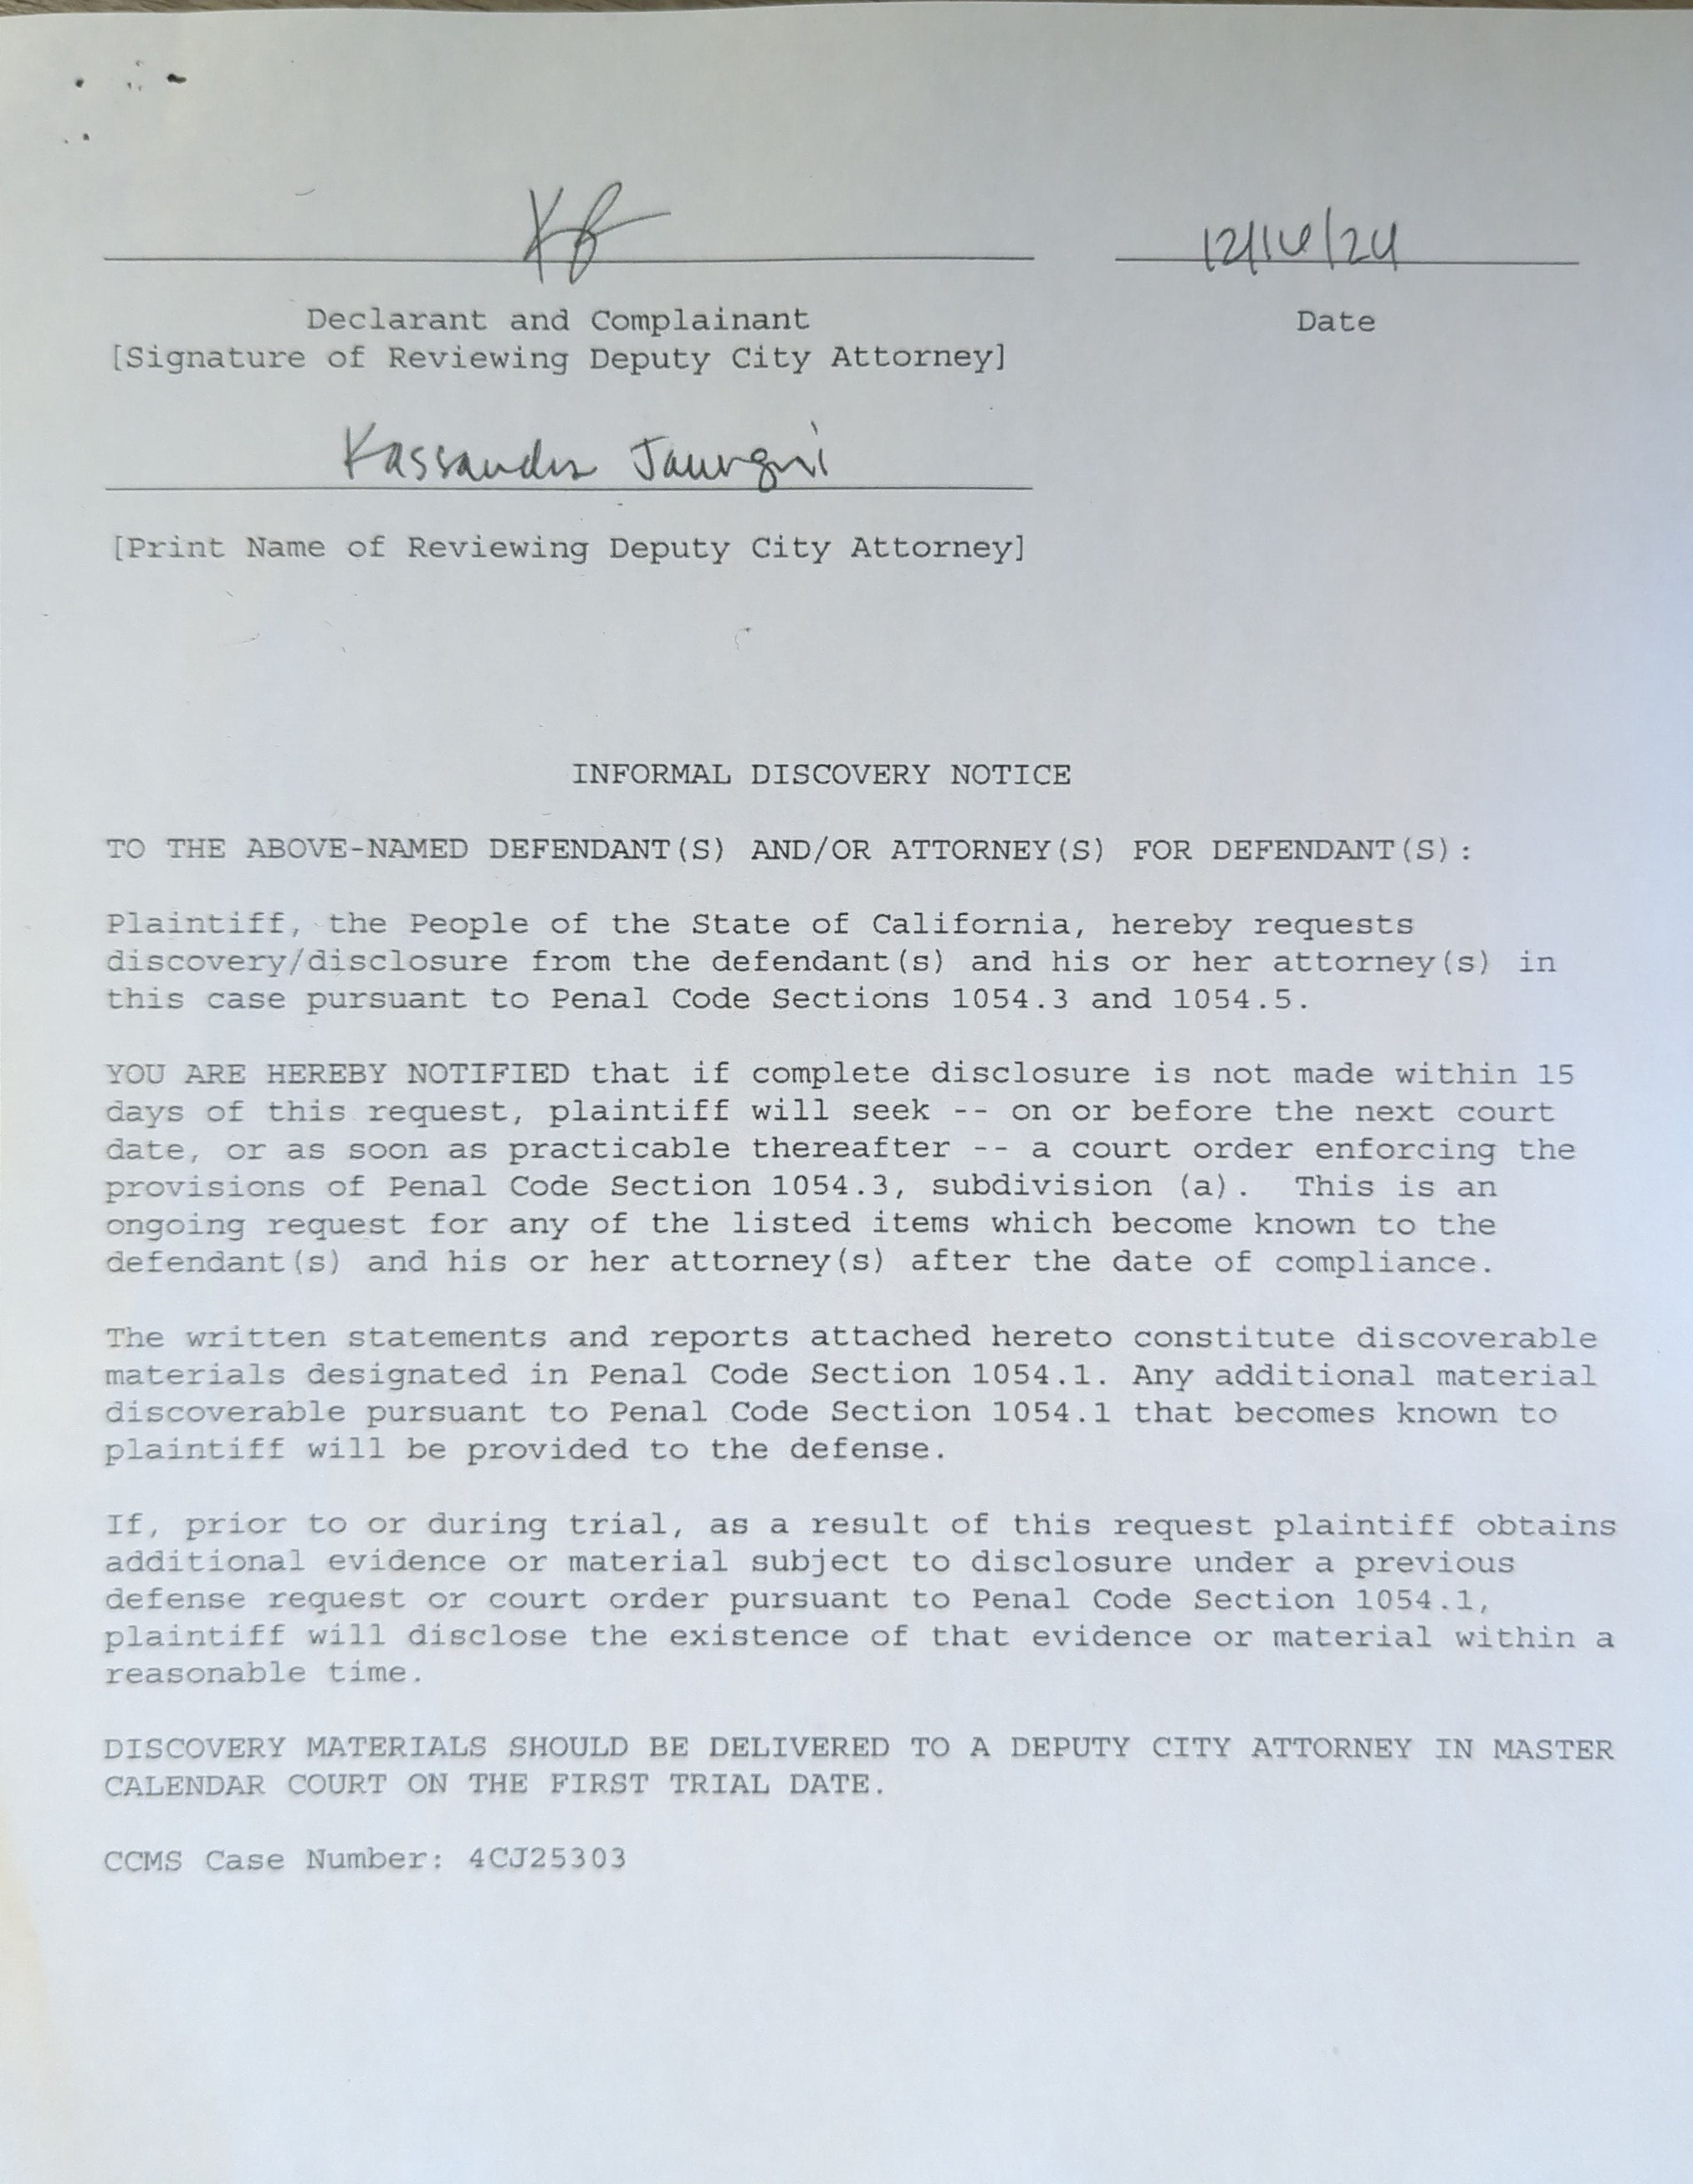 12/16/24
Declarant and Complainant Date
[Signature of Reviewing Deputy City Attorney]
Kassandra
[Print Name of Reviewing Deputy City Attorney]
INFORMAL DISCOVERY NOTICE
TO THE ABOVE-NAMED DEFENDANT(S) AND/OR ATTORNEY(S) FOR DEFENDANT(S):
Plaintiff, the People of the State of California, hereby requests
discovery/disclosure from the defendant(s) and his or her attorney(s) in
this case pursuant to Penal Code Sections 1054.3 and 1054.5.
YOU ARE HEREBY NOTIFIED that if complete disclosure is not made within 15
days of this request, plaintiff will seek -- on or before the next court
date, or as soon as practicable thereafter -- a court order enforcing the
provisions of Penal Code Section 1054.3, subdivision (a). This is an
ongoing request for any of the listed items which become known to the
defendant(s) and his or her attorney(s) after the date of compliance.
The written statements and reports attached hereto constitute discoverable
materials designated in Penal Code Section 1054.1. Any additional material
discoverable pursuant to Penal Code Section 1054.1 that becomes known to
plaintiff will be provided to the defense.
If, prior to or during trial, as a result of this request plaintiff obtains
additional evidence or material subject to disclosure under a previous
defense request or court order pursuant to Penal Code Section 1054.1,
plaintiff will disclose the existence of that evidence or material within a
reasonable time.
DISCOVERY MATERIALS SHOULD BE DELIVERED TO A DEPUTY CITY ATTORNEY IN MASTER
CALENDAR COURT ON THE FIRST TRIAL DATE.
CCMS Case Number: 4CJ25303